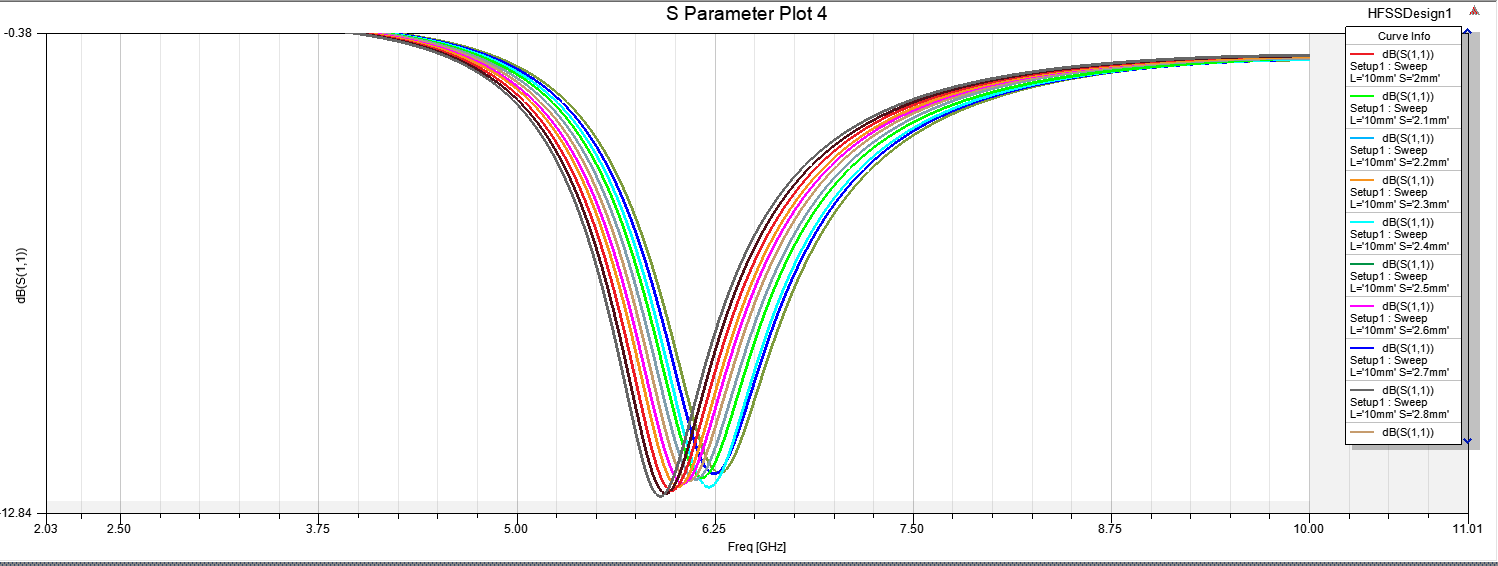 S Parameter Plot 4
HFSSDesign1
-0.38
Curve Info
dB(S(1,1))
Setup1 : Sweep
L='10mm' S='2mm'
dB(S(1,1))
Setup1 : Sweep
L='10mm' S='2.1mm'
dB(S(1,1))
Setup1 : Sweep
L='10mm' S='2.2mm'
dB(S(1,1))
Setup1 : Sweep
L='10mm' S='2.3mm'
dB(S(1,1))
Setup1 : Sweep
L='10mm' S='2.4mm'
dB(S(1,1))
Setup1 : Sweep
L='10mm' S='2.5mm'
dB(S(1,1))
Setup1 : Sweep
L='10mm' S='2.6mm'
dB(S(1,1))
Setup1 : Sweep
L='10mm' S='2.7mm'
dB(S(1,1))
Setup1 : Sweep
L='10mm' S='2.8mm'
dB(S(1,1))
dB(S(1,1))
-12.84
2.03 2.50 3.75 5.00 6.25 7.50 8.75 10.00 11.01
Freq [GHz]